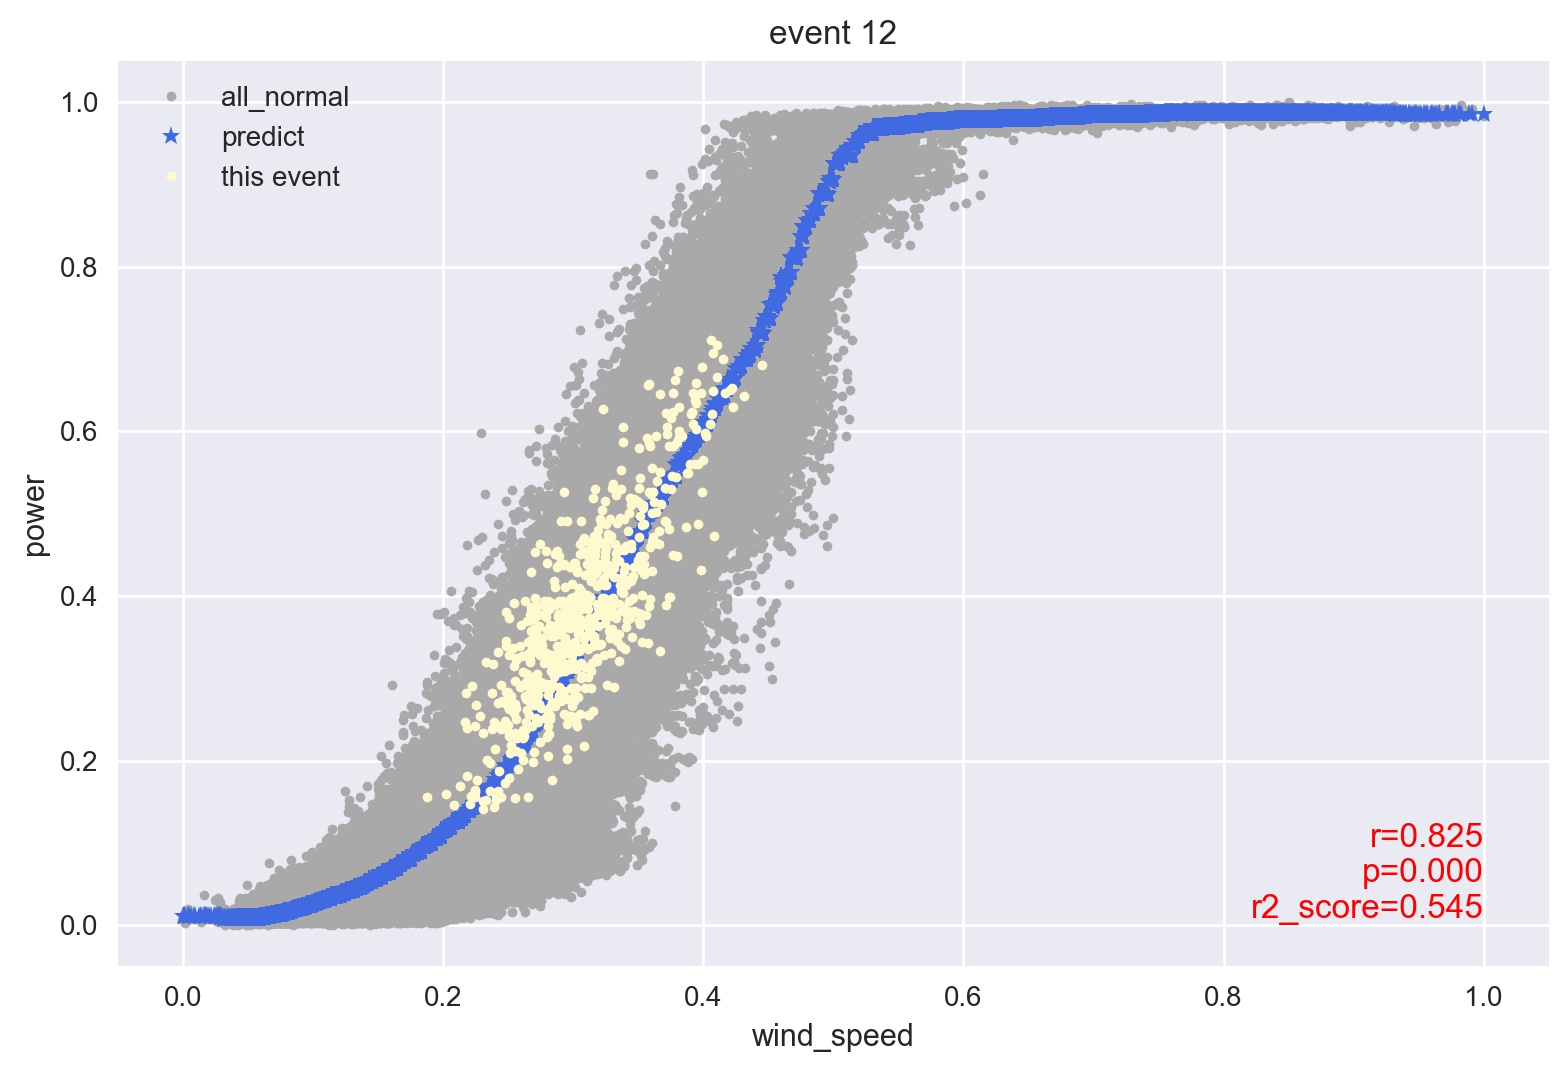 event 12
all_normal
predict
this event
1.0
0.8
0.6
0.4
0.2
0.0
power
r=0.825
p=0.000
r2_score=0.545
0.0 0.2 0.4 0.6 0.8 1.0
wind_speed